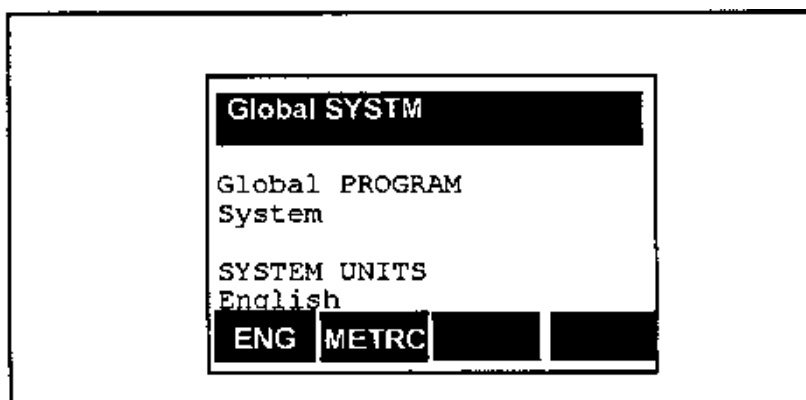 Global SYSTM
Global PROGRAM
System
SYSTEM UNITS
English
ENG METRC